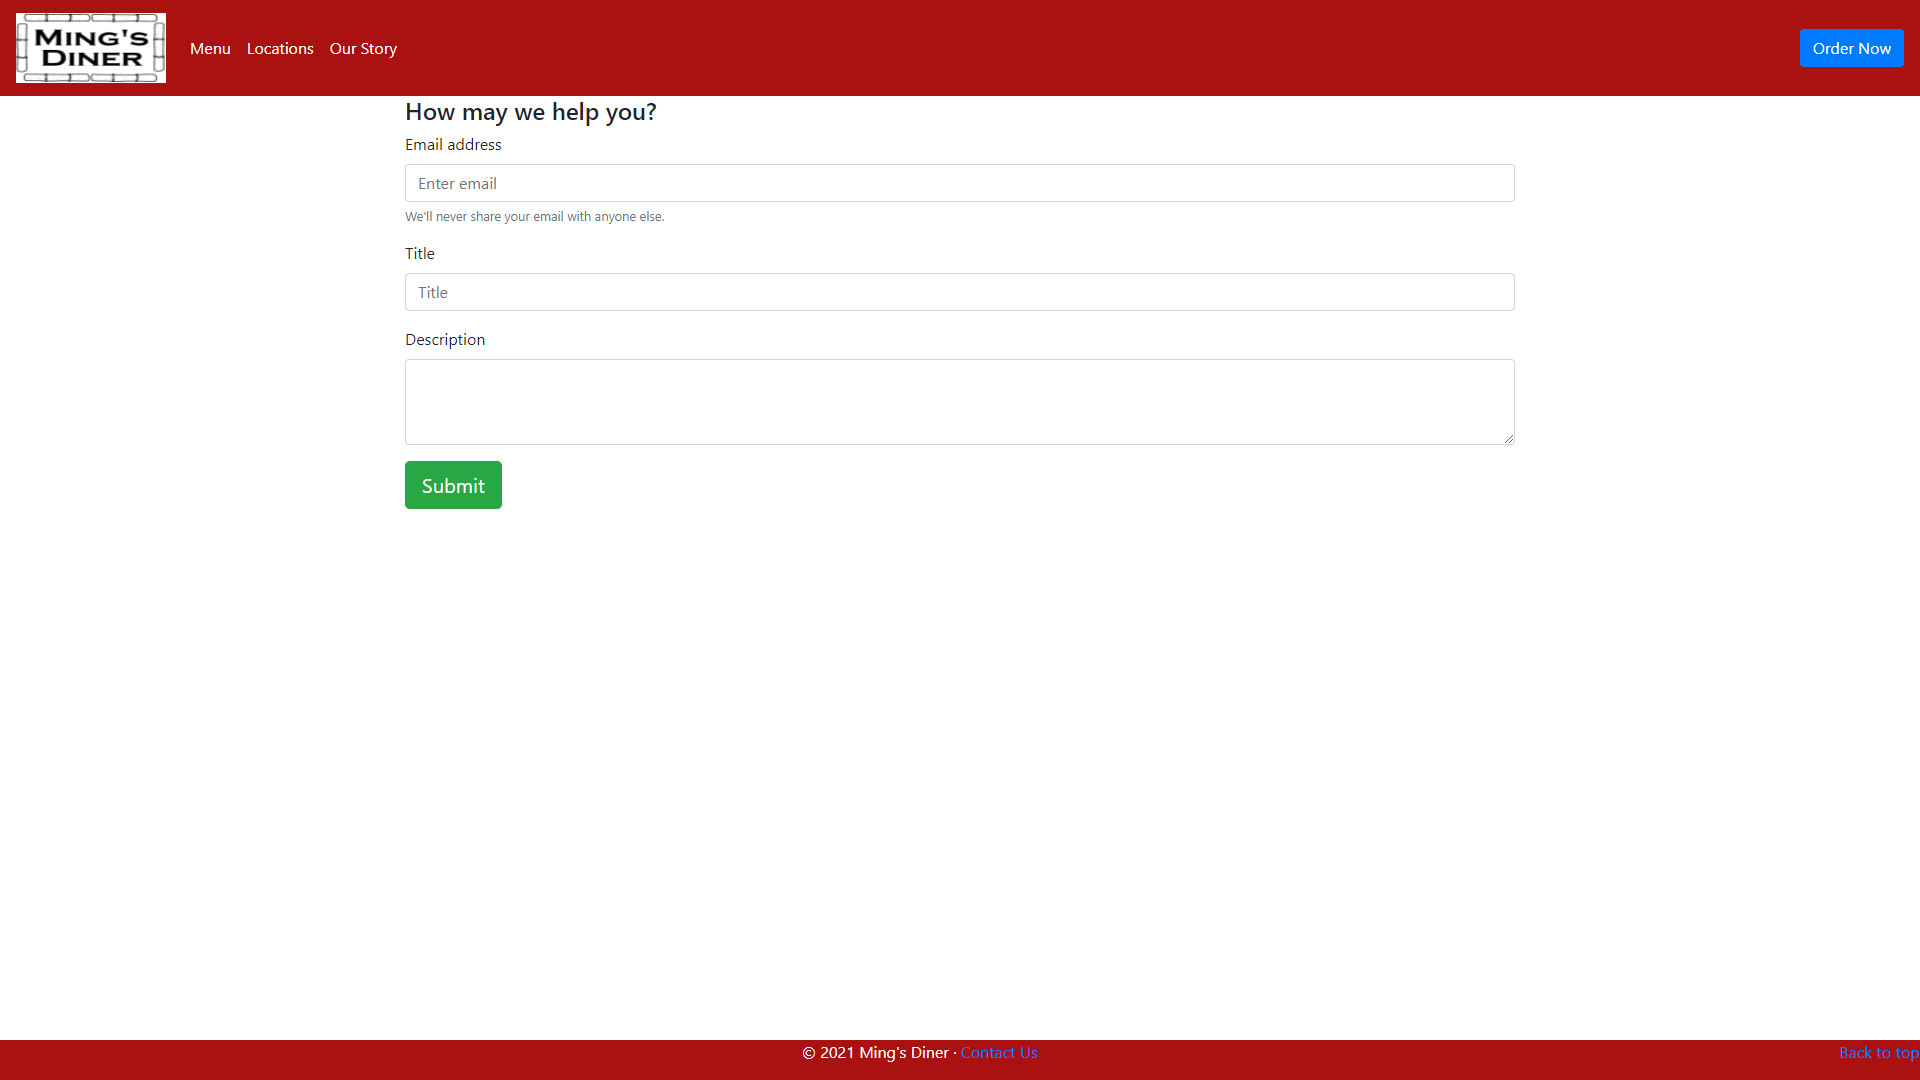 MING'S
DINER
Menu Locations Our Story
Order Now
How may we help you?
Email address
Enter email
We'll never share your email with anyone else.
Title
Title
Description
Submit
© 2021 Ming's Diner · Contact Us
Back to top